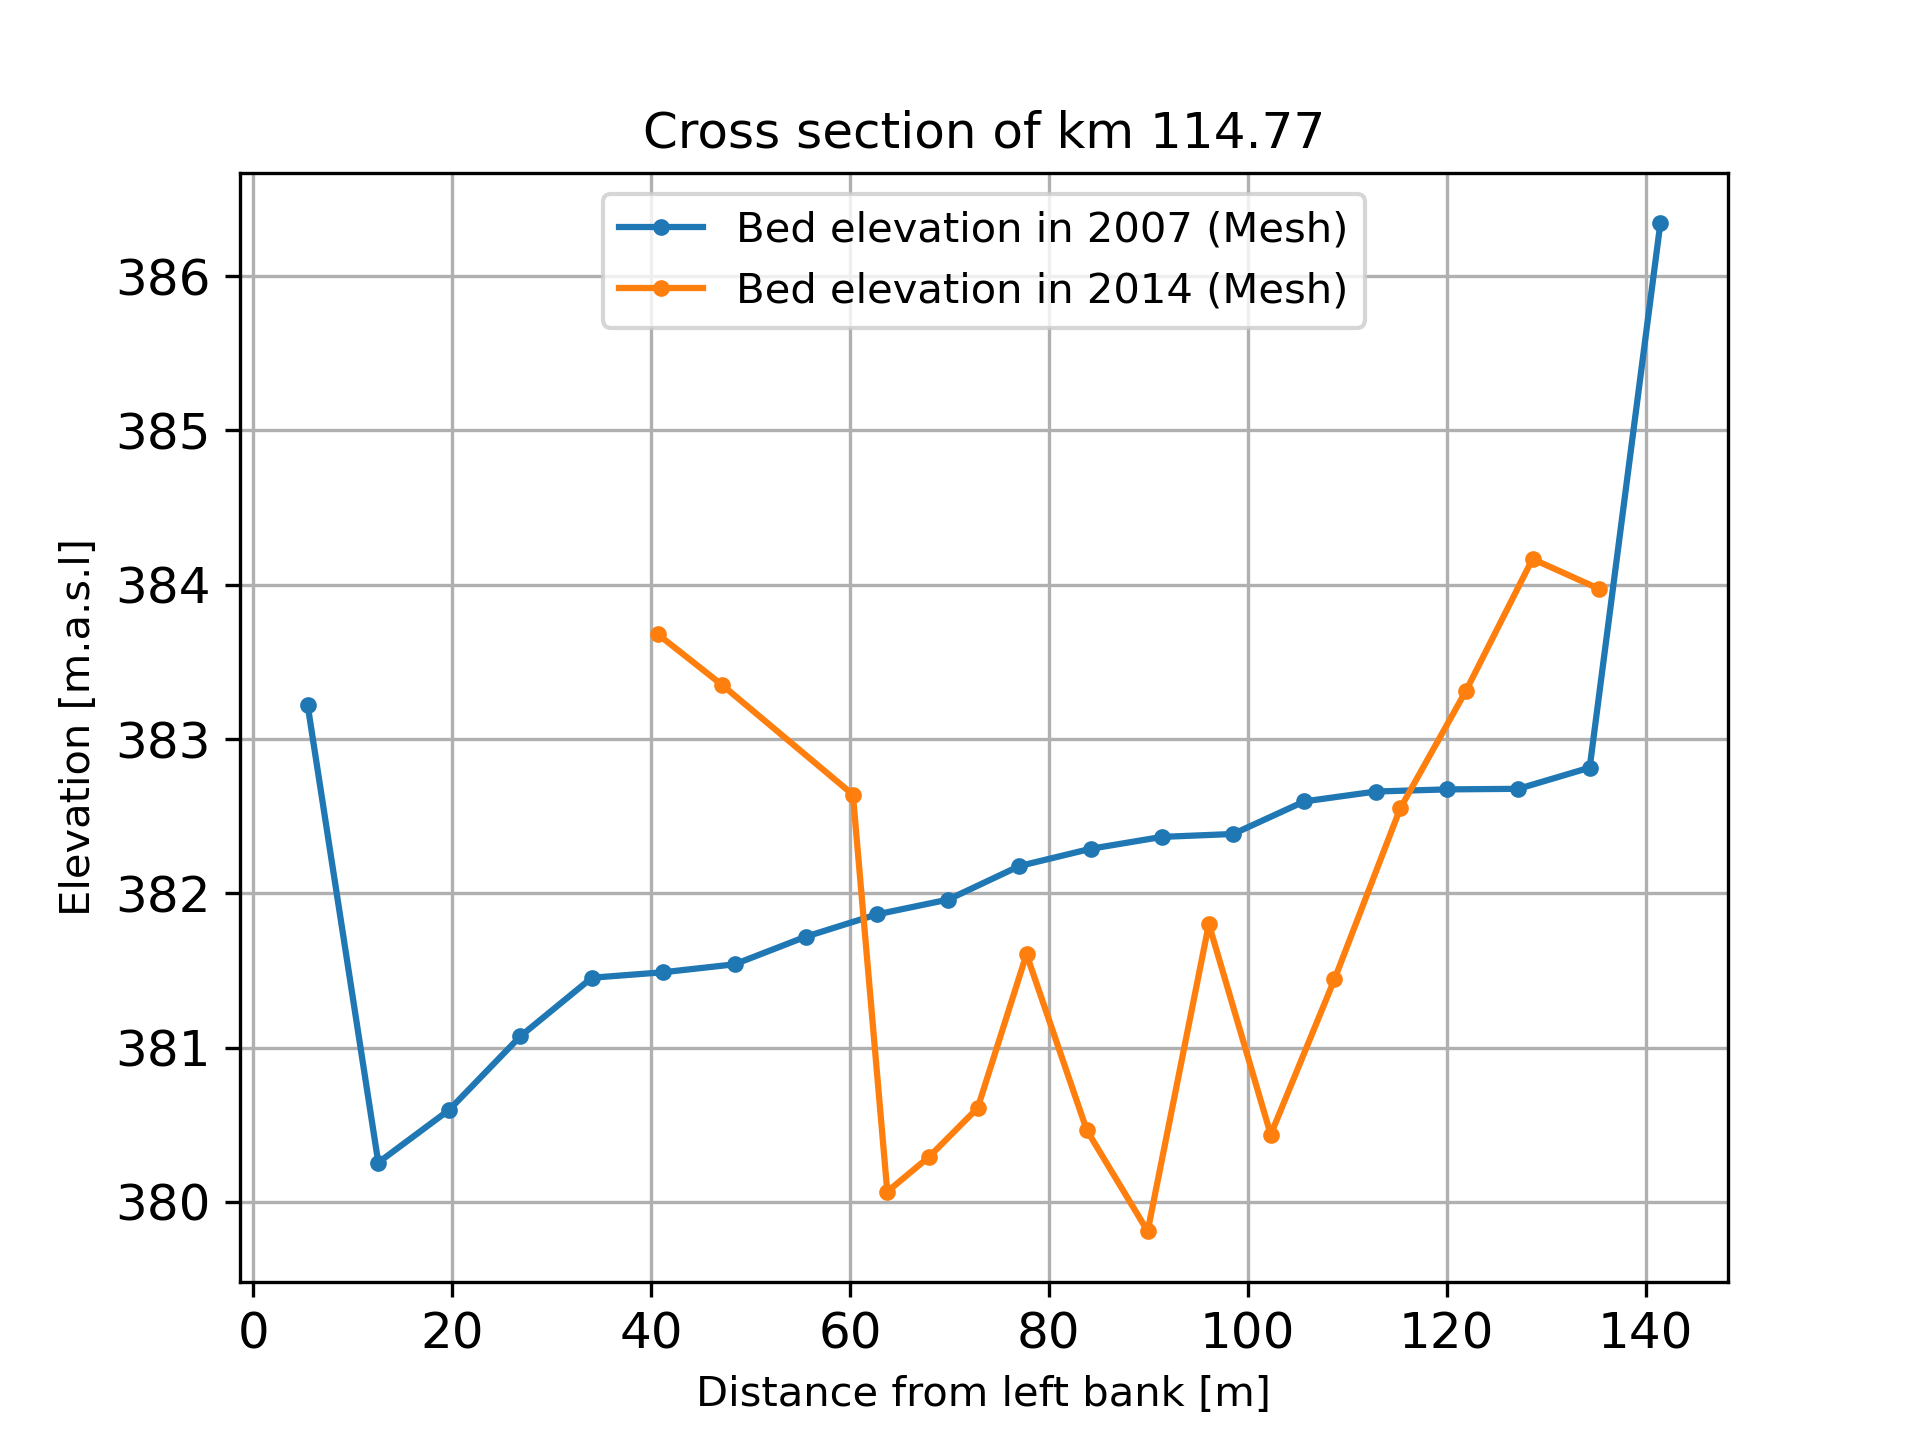 Cross section of km 114.77
Bed elevation in 2007 (Mesh)
Bed elevation in 2014 (Mesh)
386
385
384
383
382
381
380
Elevation [m.a.s.l]
0 20 40 60 80 100 120 140
Distance from left bank [m]